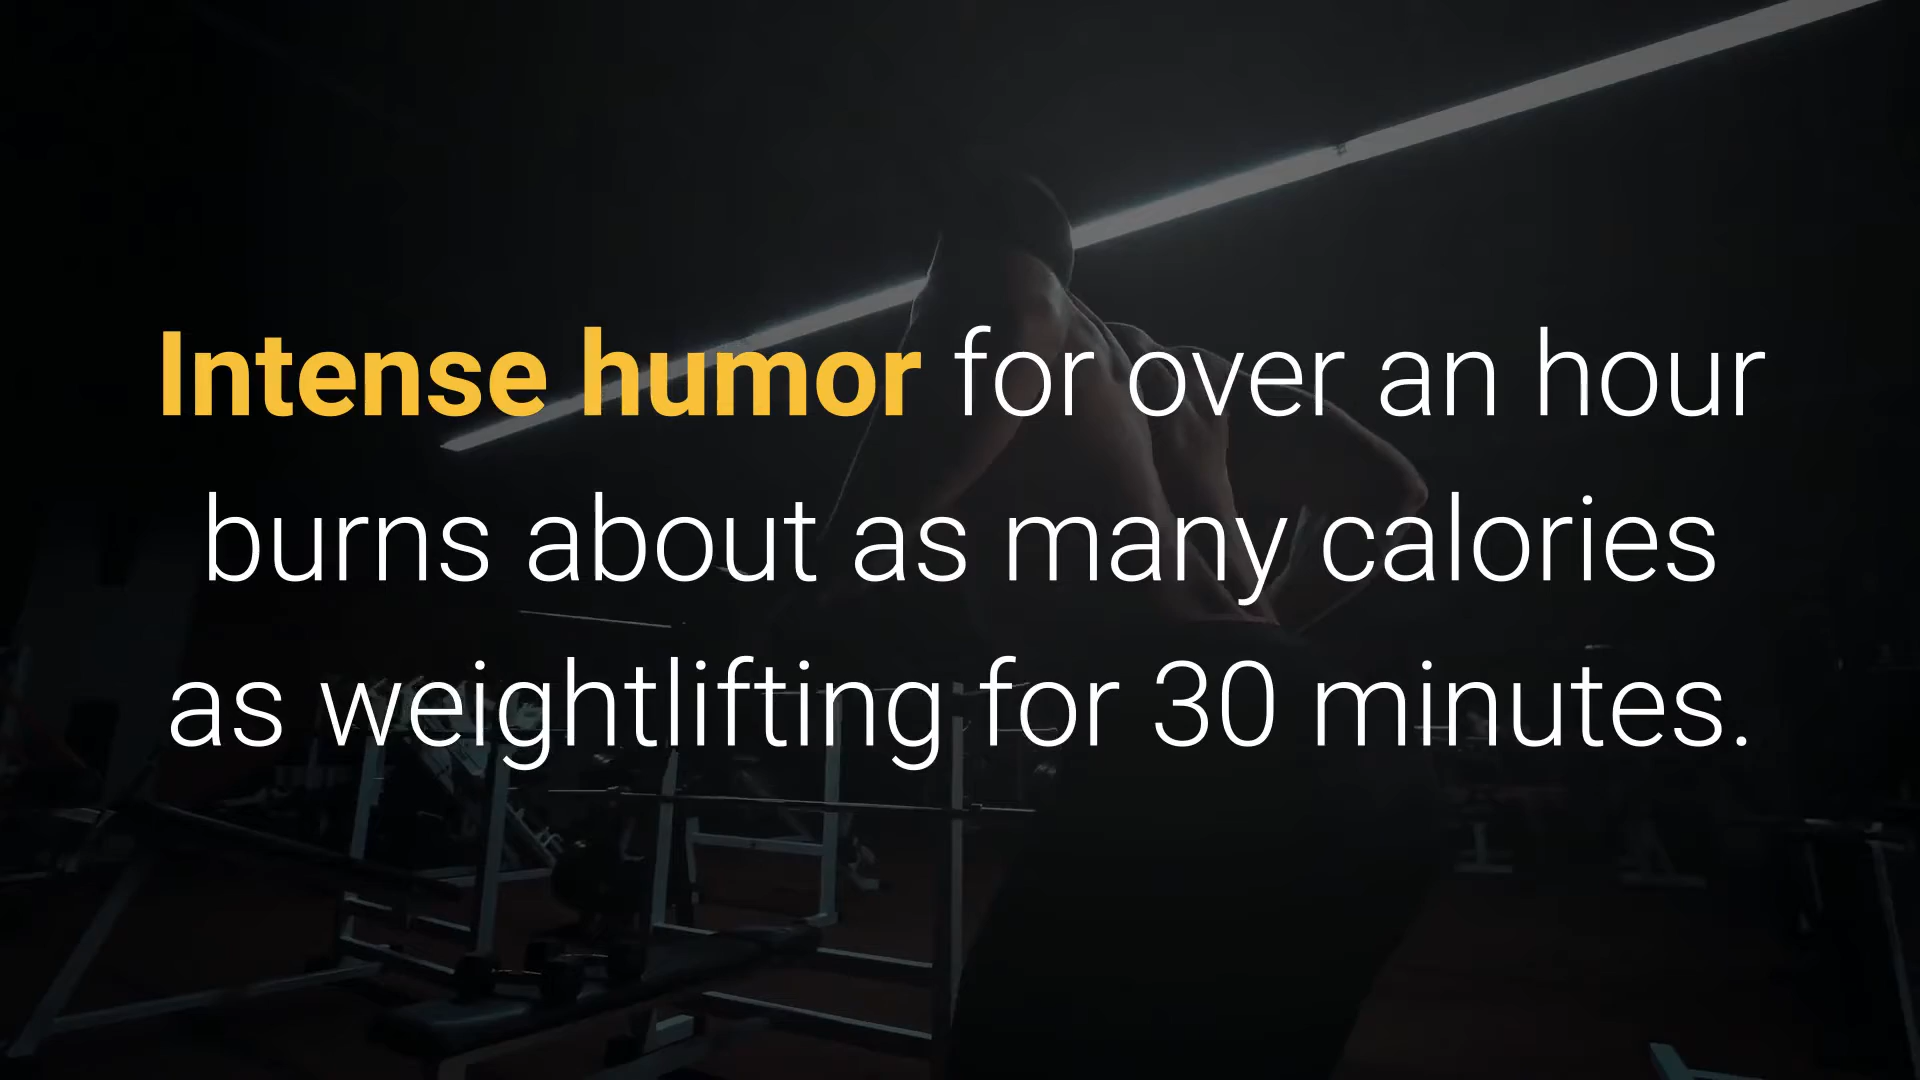 Intense humor for over an hour
burns about as many calories
as weightlifting for 30 minutes.